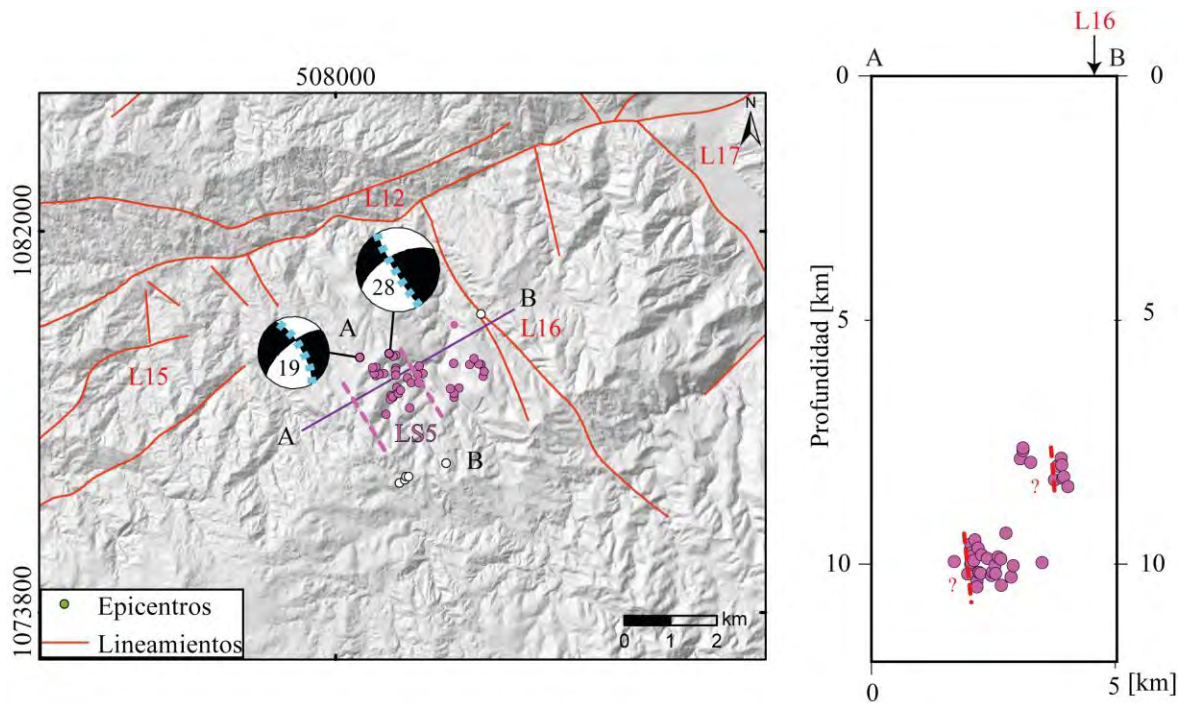 508000
N
L17
L12
1082000
28
B
A
L16
19
L15
LS5
A
B
1073800
Epicentros
Lineamientos
0 1 2
km
L16
A
B
0
0
Profundidad [km]
5
5
?
10
10
?
0
5 [km]